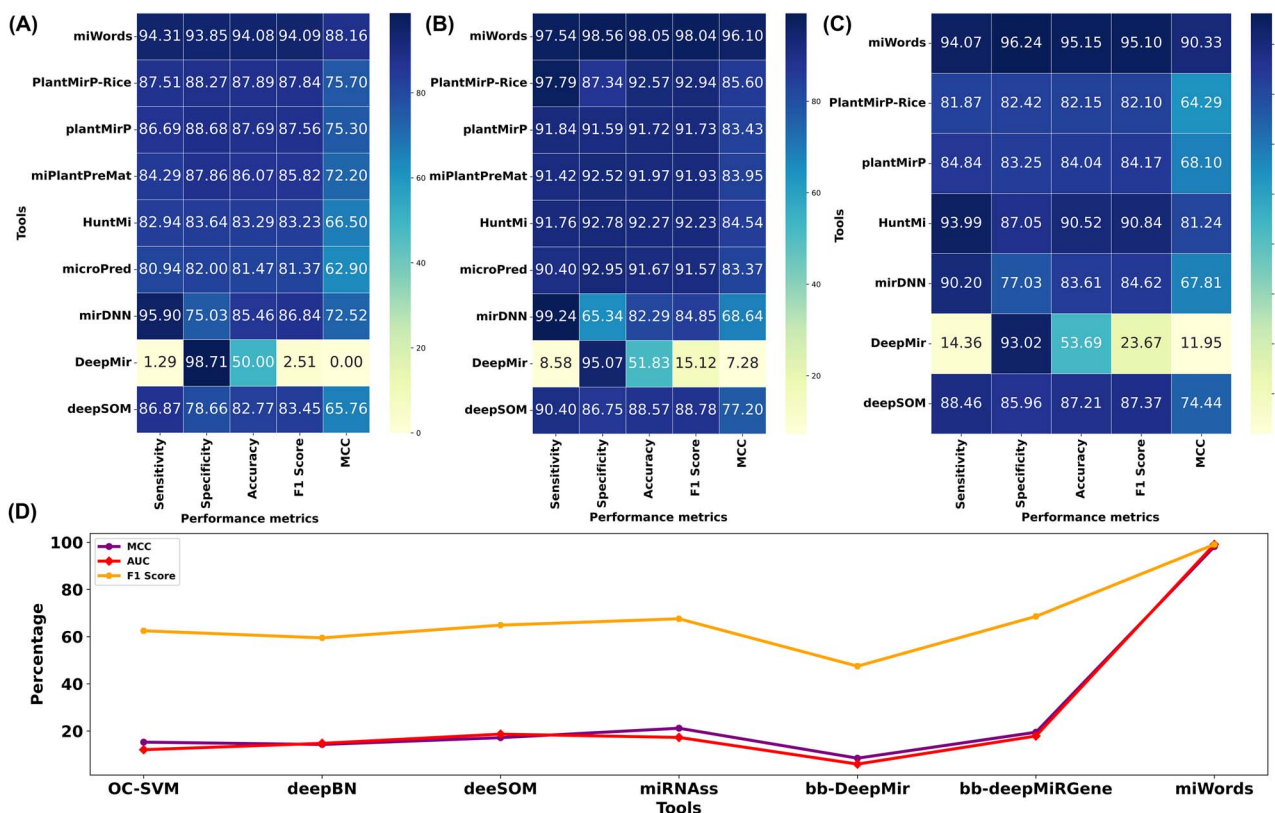 (A)
miWords 94.31 93.85 94.08 94.09 88.16
PlantMirP-Rice 87.51 88.27 87.89 87.84 75.70
plantMirP 86.69 88.68 87.69 87.56 75.30
miPlantPreMat 84.29 87.86 86.07 85.82 72.20
HuntMi 82.94 83.64 83.29 83.23 66.50
microPred 80.94 82.00 81.47 81.37 62.90
mirDNN 95.90 75.03 85.46 86.84 72.52
DeepMir 1.29 98.71 50.00 2.51 0.00
deepSOM 86.87 78.66 82.77 83.45 65.76
Tools
Sensitivity
Specificity
Accuracy
F1 Score
MCC
Performance metrics
80
60
40
20
0
(B)
miWords 97.54 98.56 98.05 98.04 96.10
PlantMirP-Rice 97.79 87.34 92.57 92.94 85.60
plantMirP 91.84 91.59 91.72 91.73 83.43
miPlantPreMat 91.42 92.52 91.97 91.93 83.95
HuntMi 91.76 92.78 92.27 92.23 84.54
microPred 90.40 92.95 91.67 91.57 83.37
mirDNN 99.24 65.34 82.29 84.85 68.64
DeepMir 8.58 95.07 51.83 15.12 7.28
deepSOM 90.40 86.75 88.57 88.78 77.20
Sensitivity
Specificity
Accuracy
F1 Score
MCC
Performance metrics
80
60
40
20
(C)
miWords 94.07 96.24 95.15 95.10 90.33
PlantMirP-Rice 81.87 82.42 82.15 82.10 64.29
plantMirP 84.84 83.25 84.04 84.17 68.10
HuntMi 93.99 87.05 90.52 90.84 81.24
mirDNN 90.20 77.03 83.61 84.62 67.81
DeepMir 14.36 93.02 53.69 23.67 11.95
deepSOM 88.46 85.96 87.21 87.37 74.44
Tools
Sensitivity
Specificity
Accuracy
F1 Score
MCC
Performance metrics
(D)
MCC
AUC
F1 Score
Percentage
100
80
60
40
20
OC-SVM deepBN deeSOM miRNAss bb-DeepMir bb-deepMiRGene miWords
Tools